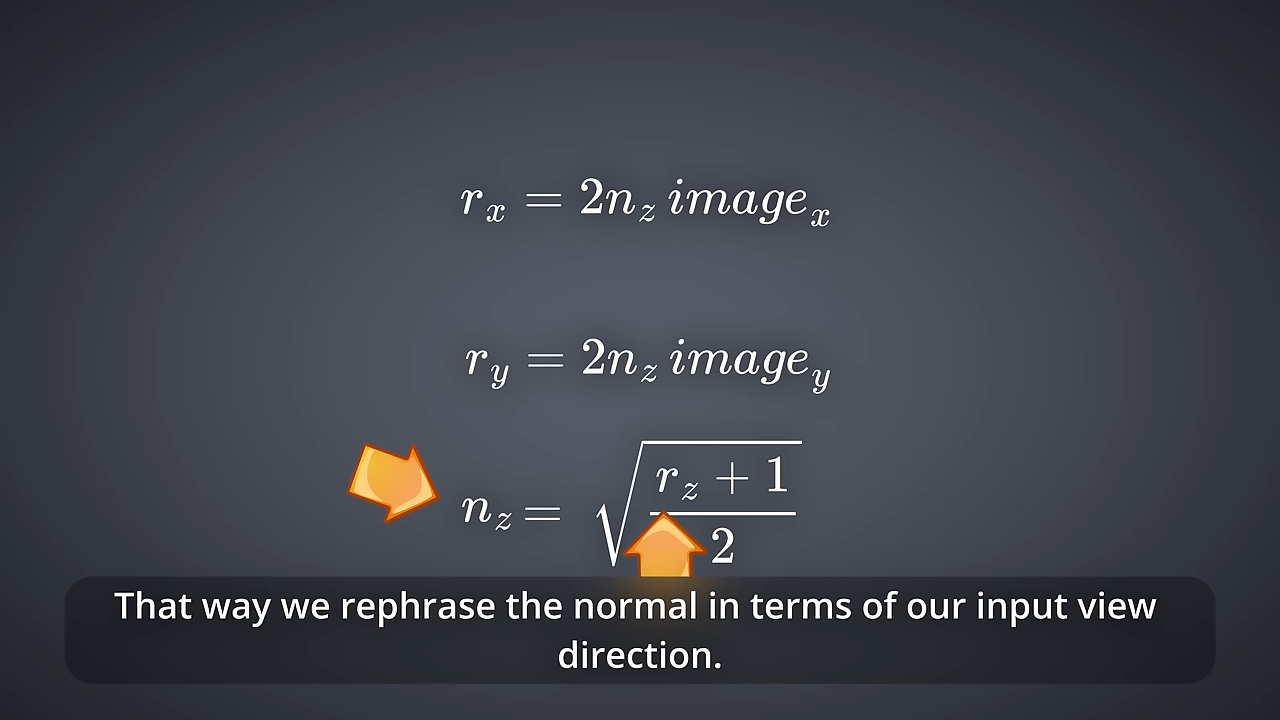 r_x = 2n_z image_x
r_y = 2n_z image_y
n_z = √((r_z + 1)/2)
That way we rephrase the normal in terms of our input view
direction.